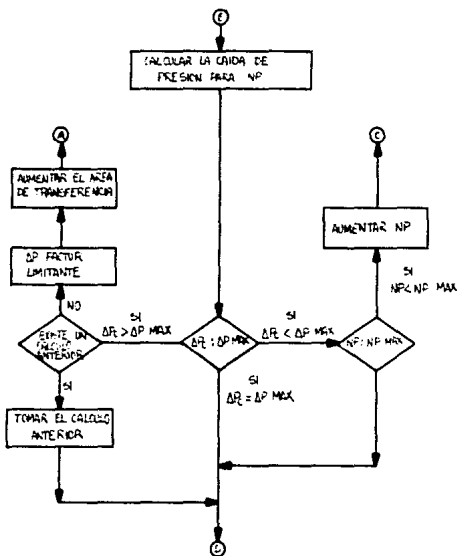 E
CALCULAR LA CAIDA DE
PRESION PARA NP
A
C
AUMENTAR EL AREA
DE TRANSFERENCIA
AUMENTAR NP
ΔP FACTOR
LIMITANTE
SI
NP<NP MAX
NO
EXISTE UN
CALCULO
ANTERIOR
SI
ΔPt > ΔP MAX
ΔPt : ΔP MAX
SI
ΔPt < ΔP MAX
NP: NP MAX
SI
SI
ΔPt = ΔP MAX
TOMAR EL CALCULO
ANTERIOR